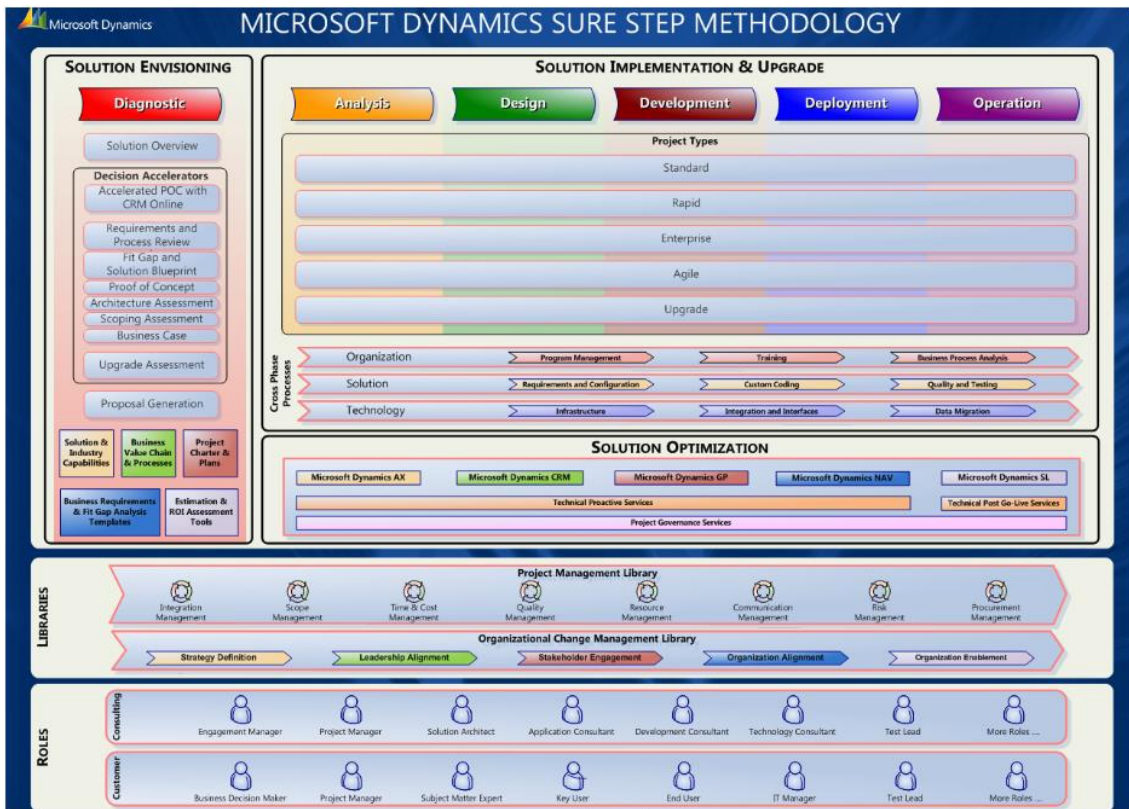 Microsoft Dynamics
MICROSOFT DYNAMICS SURE STEP METHODOLOGY
SOLUTION ENVISIONING
Diagnostic
Solution Overview
Decision Accelerators
Accelerated POC with
CRM Online
Requirements and
Process Review
Fit Gap and
Solution Blueprint
Proof of Concept
Architecture Assessment
Scoping Assessment
Business Case
Upgrade Assessment
Proposal Generation
Solution &
Industry
Capabilities
Business
Value Chain
& Processes
Project
Charter &
Plans
Business Requirements
& Fit Gap Analysis
Templates
Estimation &
ROI Assessment
Tools
SOLUTION IMPLEMENTATION & UPGRADE
Analysis
Design
Development
Deployment
Operation
Project Types
Standard
Rapid
Enterprise
Agile
Upgrade
Cross Phase
Processes
Organization
Program Management
Training
Business Process Analysis
Solution
Requirements and Configuration
Custom Coding
Quality and Testing
Technology
Infrastructure
Integration and Interfaces
Data Migration
SOLUTION OPTIMIZATION
Microsoft Dynamics AX
Microsoft Dynamics CRM
Microsoft Dynamics GP
Microsoft Dynamics NAV
Microsoft Dynamics SL
Technical Proactive Services
Technical Post Go-Live Services
Project Governance Services
LIBRARIES
Project Management Library
Integration
Management
Scope
Management
Time & Cost
Management
Quality
Management
Resource
Management
Communication
Management
Risk
Management
Procurement
Management
Organizational Change Management Library
Strategy Definition
Leadership Alignment
Stakeholder Engagement
Organization Alignment
Organization Enablement
ROLES
Consulting
Engagement Manager
Project Manager
Solution Architect
Application Consultant
Development Consultant
Technology Consultant
Test Lead
More Roles ....
Customer
Business Decision Maker
Project Manager
Subject Matter Expert
Key User
End User
IT Manager
Test Lead
More Roles ....